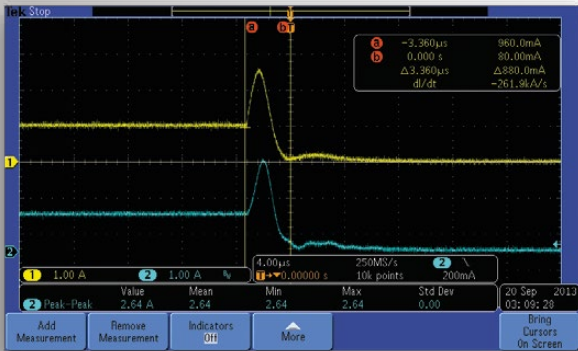 Tek Stop
T
a b T
a -3.360µs 960.0mA
b 0.000 s 80.00mA
Δ3.360µs Δ880.0mA
dI/dt -261.9kA/s
1
2
1 1.00 A 2 1.00 A
4.00µs 250MS/s 2
T→▼0.00000 s 10k points 200mA
Value Mean Min Max Std Dev
2 Peak-Peak 2.64 A 2.64 2.64 2.64 0.00
20 Sep 2013
03:09:28
Add Measurement
Remove Measurement
Indicators Off
More
Bring Cursors On Screen